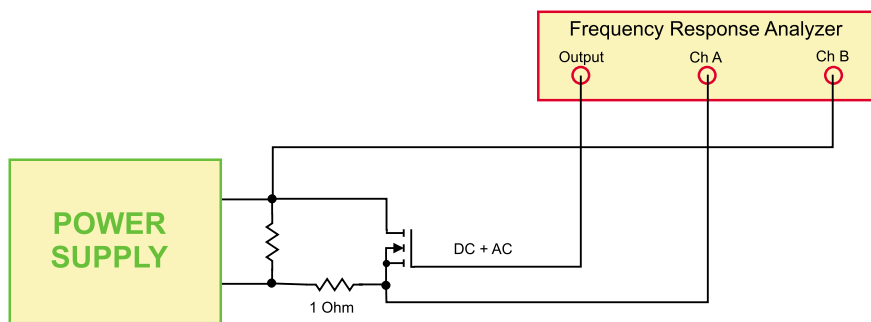 Frequency Response Analyzer
Output
Ch A
Ch B
POWER
SUPPLY
DC + AC
1 Ohm